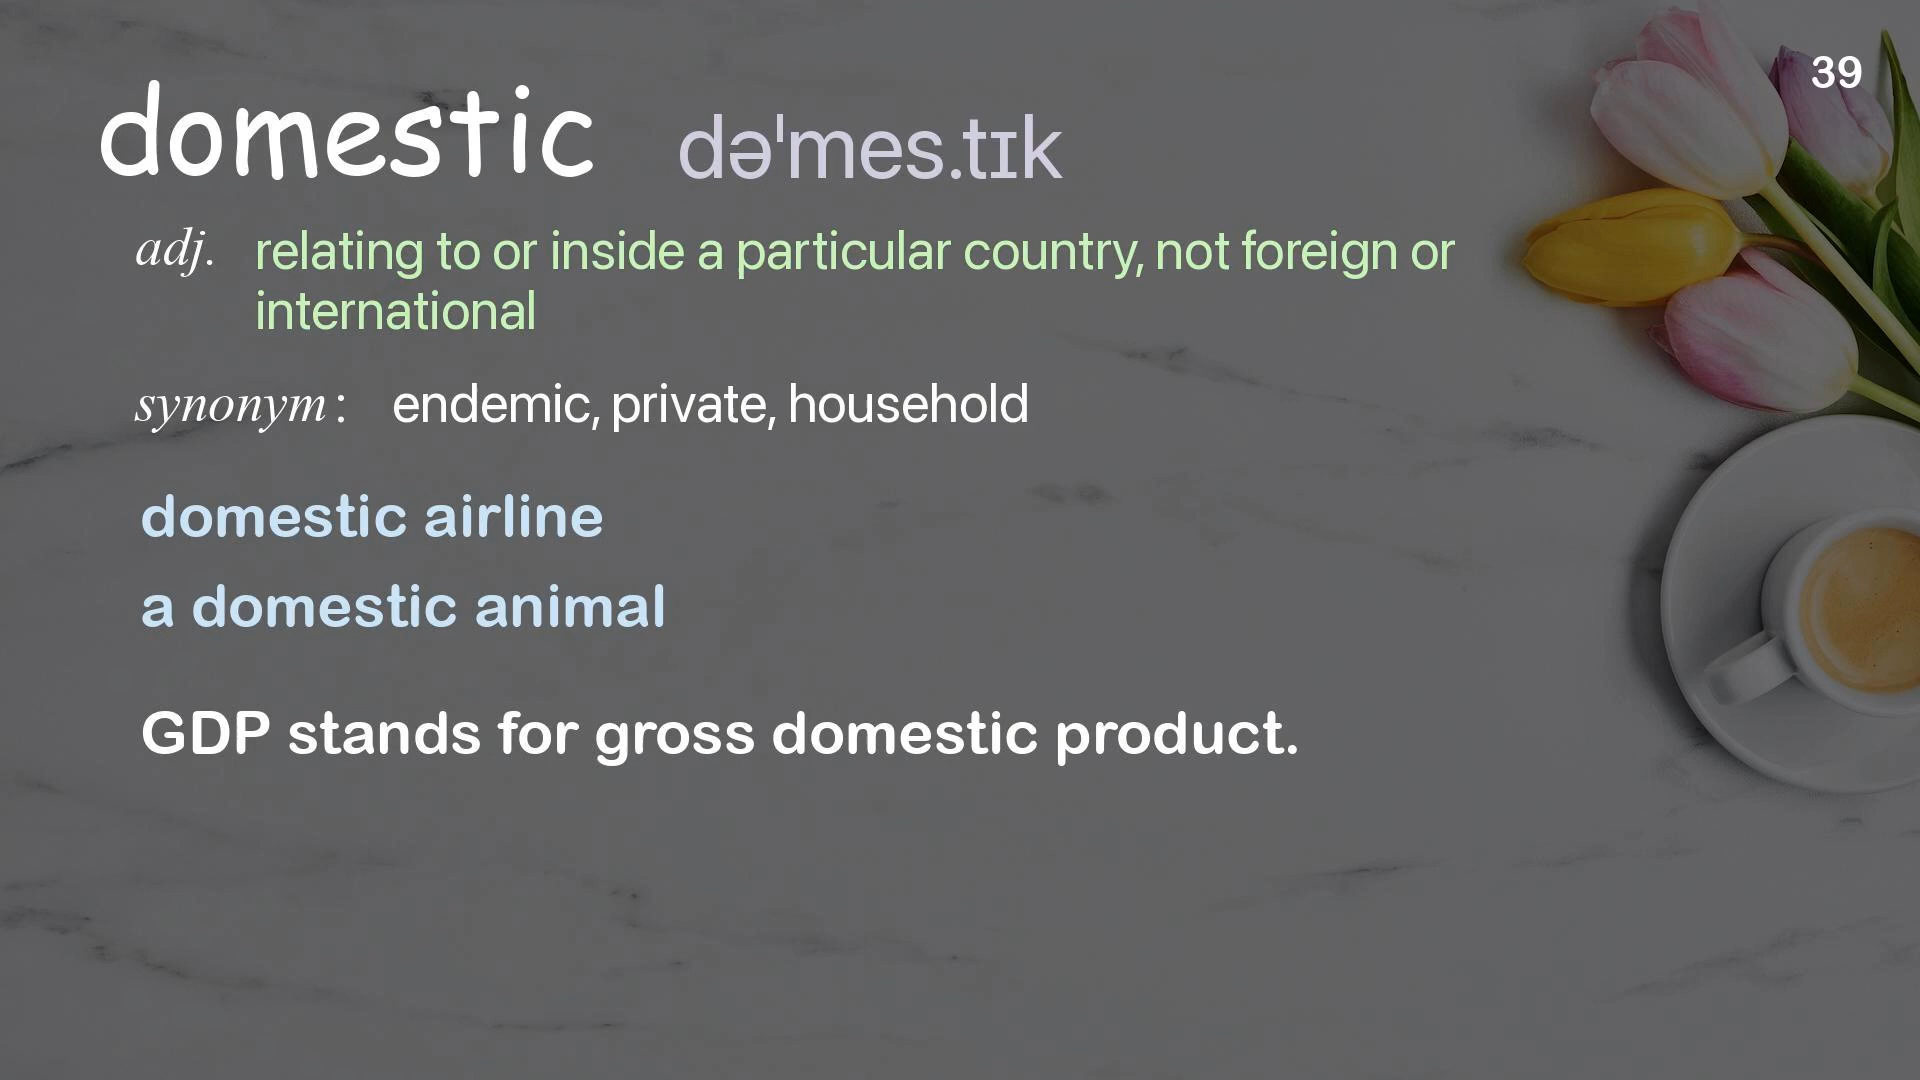 39
domestic dəˈmes.tɪk
adj. relating to or inside a particular country, not foreign or
international
synonym: endemic, private, household
domestic airline
a domestic animal
GDP stands for gross domestic product.